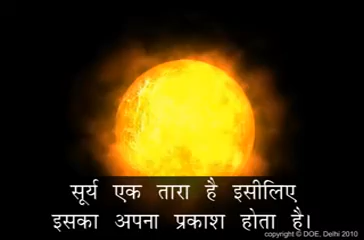 सूर्य एक तारा है इसीलिए
इसका अपना प्रकाश होता है।
copyright © DOE, Delhi 2010